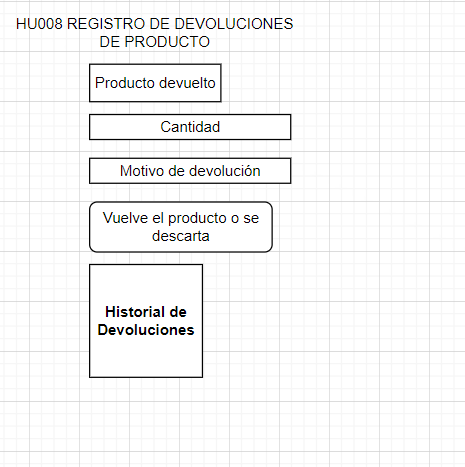 HU008 REGISTRO DE DEVOLUCIONES
DE PRODUCTO
Producto devuelto
Cantidad
Motivo de devolución
Vuelve el producto o se
descarta
Historial de
Devoluciones